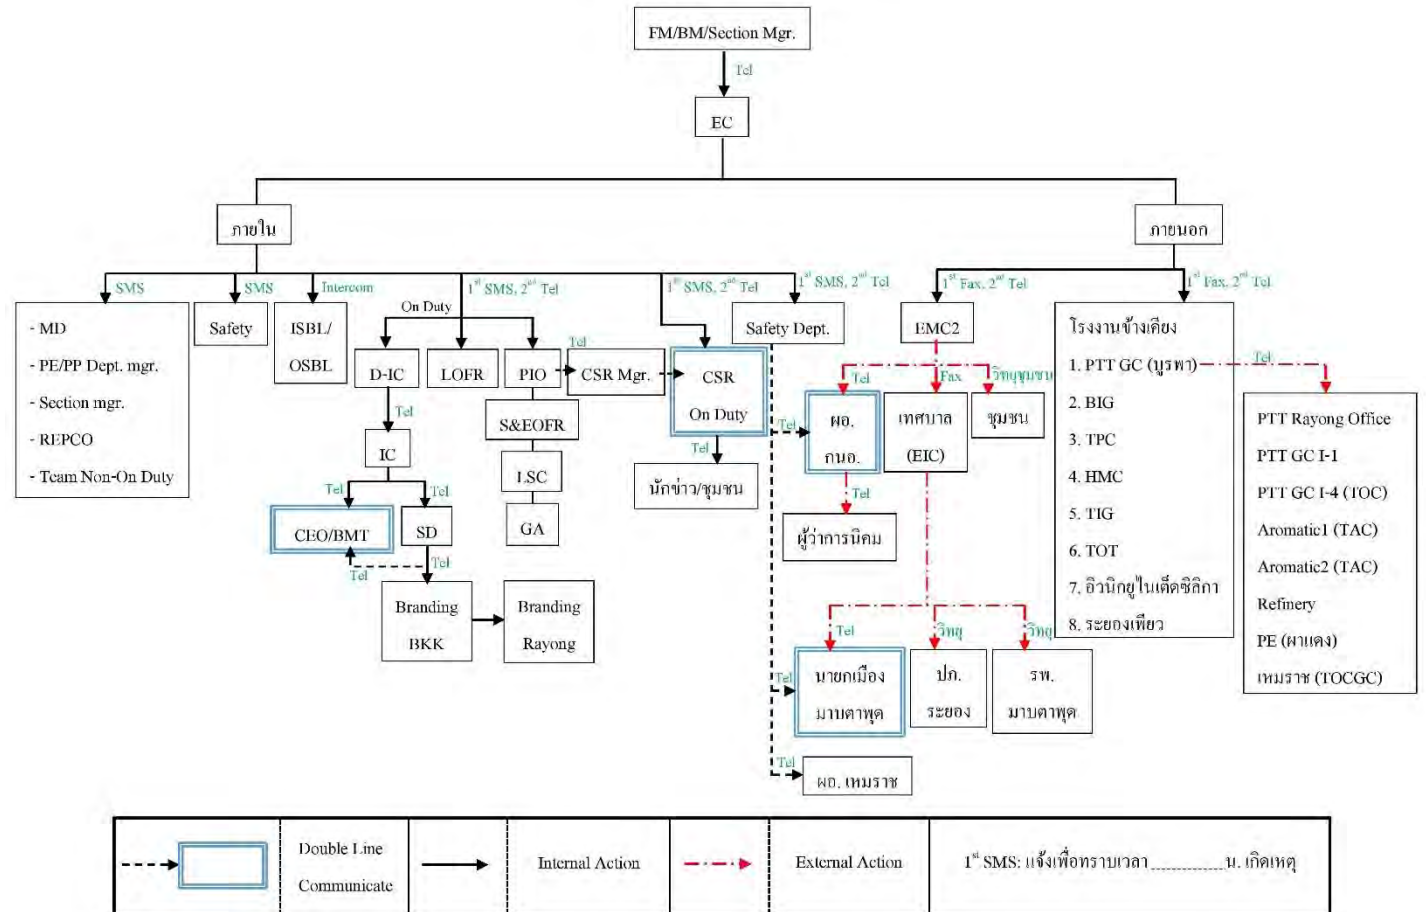 FM/BM/Section Mgr.
Tel
EC
ภายใน
ภายนอก
SMS
SMS
Intercom
1st SMS, 2nd Tel
1st SMS, 2nd Tel
1st SMS, 2nd Tel
1st Fax, 2nd Tel
1st Fax, 2nd Tel
- MD
- PE/PP Dept. mgr.
- Section mgr.
- REPCO
- Team Non-On Duty
Safety
ISBL/
OSBL
On Duty
D-IC
LOFR
PIO
Tel
CSR Mgr.
CSR
On Duty
Safety Dept.
EMC2
โรงงานข้างเคียง
1. PTT GC (บูรพา)
2. BIG
3. TPC
4. HMC
5. TIG
6. TOT
7. อิวนิกยูไนเต็ดซิลิกา
8. ระยองเพียว
Tel
PTT Rayong Office
PTT GC I-1
PTT GC I-4 (TOC)
Aromatic1 (TAC)
Aromatic2 (TAC)
Refinery
PE (ผาแดง)
เหมราช (TOCGC)
Tel
IC
Tel
Tel
CEO/BMT
SD
Tel
Tel
Branding
BKK
Branding
Rayong
S&EOFR
LSC
GA
Tel
นักข่าว/ชุมชน
Tel
Fax
วิทยุชุมชน
Tel
ผอ.
กนอ.
เทศบาล
(EIC)
ชุมชน
Tel
ผู้ว่าการนิคม
Tel
วิทยุ
วิทยุ
Tel
นายกเมือง
มาบตาพุด
ปภ.
ระยอง
รพ.
มาบตาพุด
Tel
ผอ. เหมราช
Double Line
Communicate
Internal Action
External Action
1st SMS: แจ้งเพื่อทราบเวลา ............. น. เกิดเหตุ